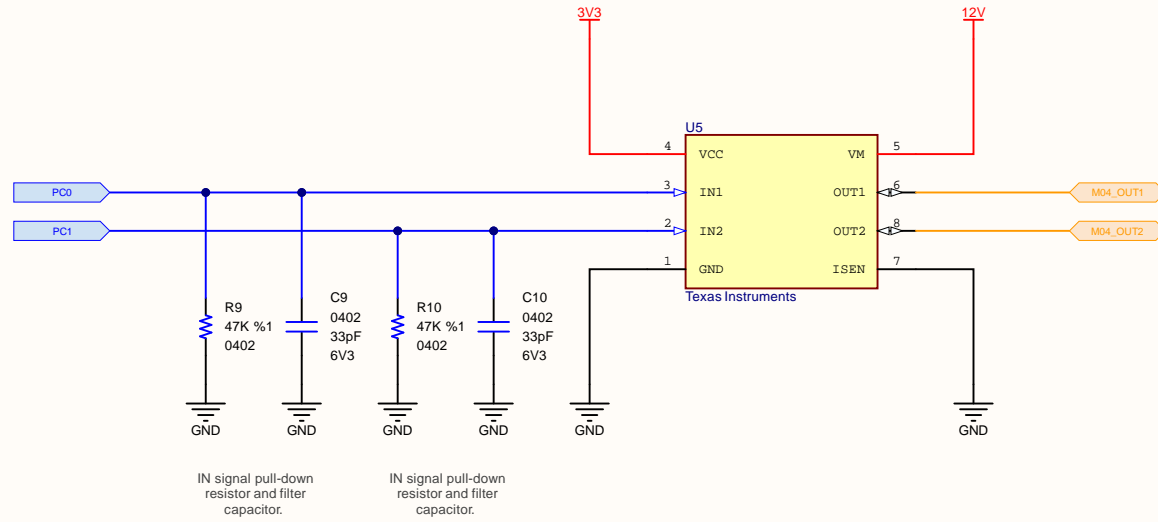 3V3
12V
U5
4
VCC
VM
5
PC0
3
IN1
OUT1
6
M04_OUT1
PC1
2
IN2
OUT2
8
M04_OUT2
1
GND
ISEN
7
Texas Instruments
R9
47K %1
0402
C9
0402
33pF
6V3
R10
47K %1
0402
C10
0402
33pF
6V3
GND
GND
GND
GND
GND
GND
IN signal pull-down
resistor and filter
capacitor.
IN signal pull-down
resistor and filter
capacitor.